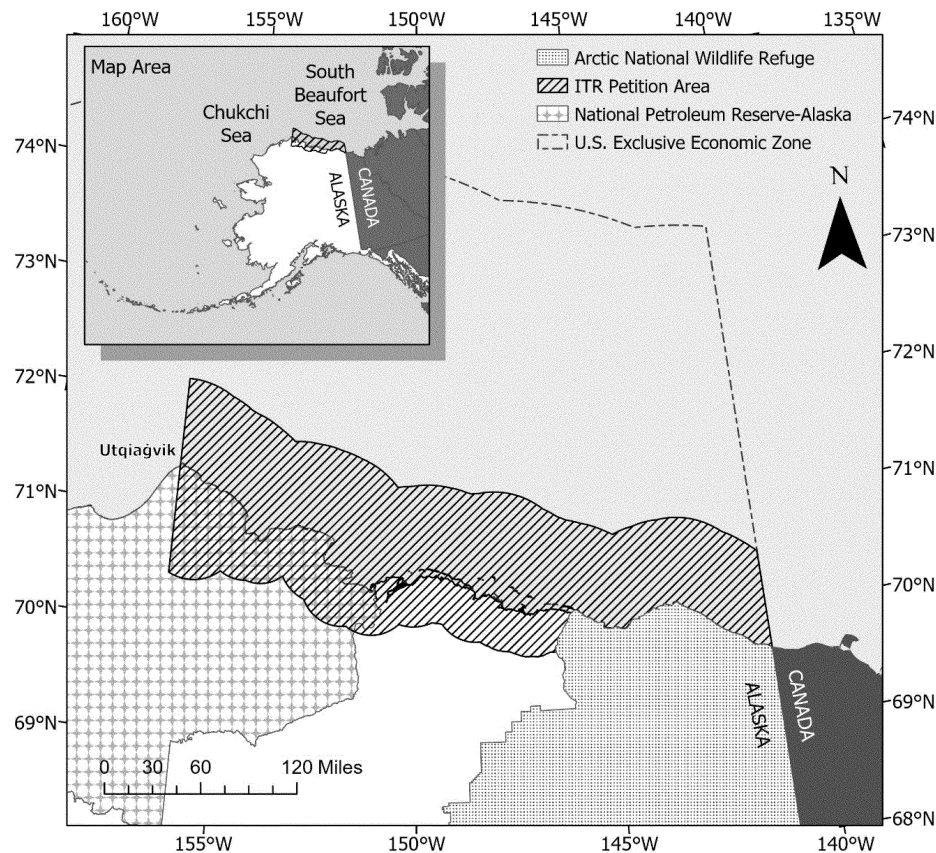 160°W 155°W 150°W 145°W 140°W 135°W
Map Area
South
Beaufort
Sea
Chukchi
Sea
ALASKA
CANADA
Arctic National Wildlife Refuge
ITR Petition Area
National Petroleum Reserve-Alaska
U.S. Exclusive Economic Zone
N
74°N
73°N
72°N
71°N
70°N
69°N
74°N
73°N
72°N
71°N
70°N
69°N
68°N
Utqiaġvik
ALASKA
CANADA
0 30 60 120 Miles
155°W 150°W 145°W 140°W